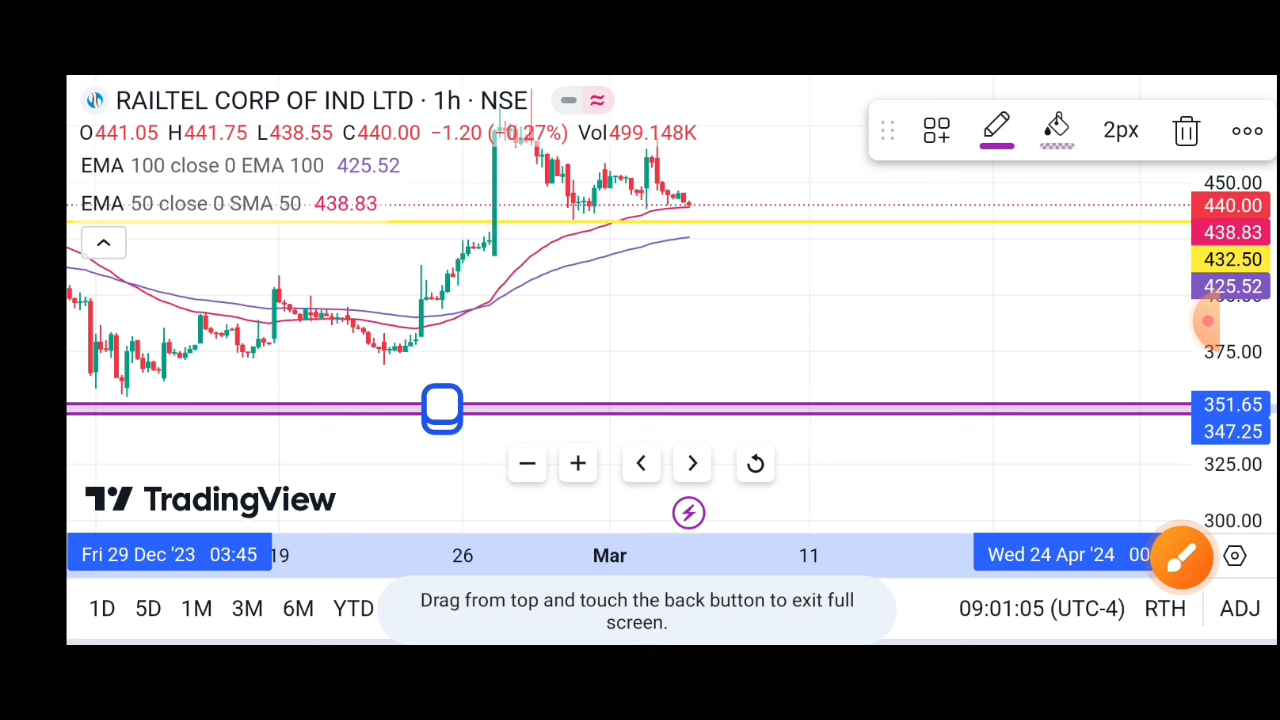 RAILTEL CORP OF IND LTD · 1h · NSE
O441.05 H441.75 L438.55 C440.00 −1.20 (−0.27%) Vol499.148K
EMA 100 close 0 EMA 100 425.52
EMA 50 close 0 SMA 50 438.83
2px
450.00
440.00
438.83
432.50
425.52
375.00
351.65
347.25
325.00
300.00
TradingView
Fri 29 Dec '23 03:45 19 26 Mar 11 Wed 24 Apr '24 00
Drag from top and touch the back button to exit full
screen.
1D 5D 1M 3M 6M YTD 09:01:05 (UTC-4) RTH ADJ